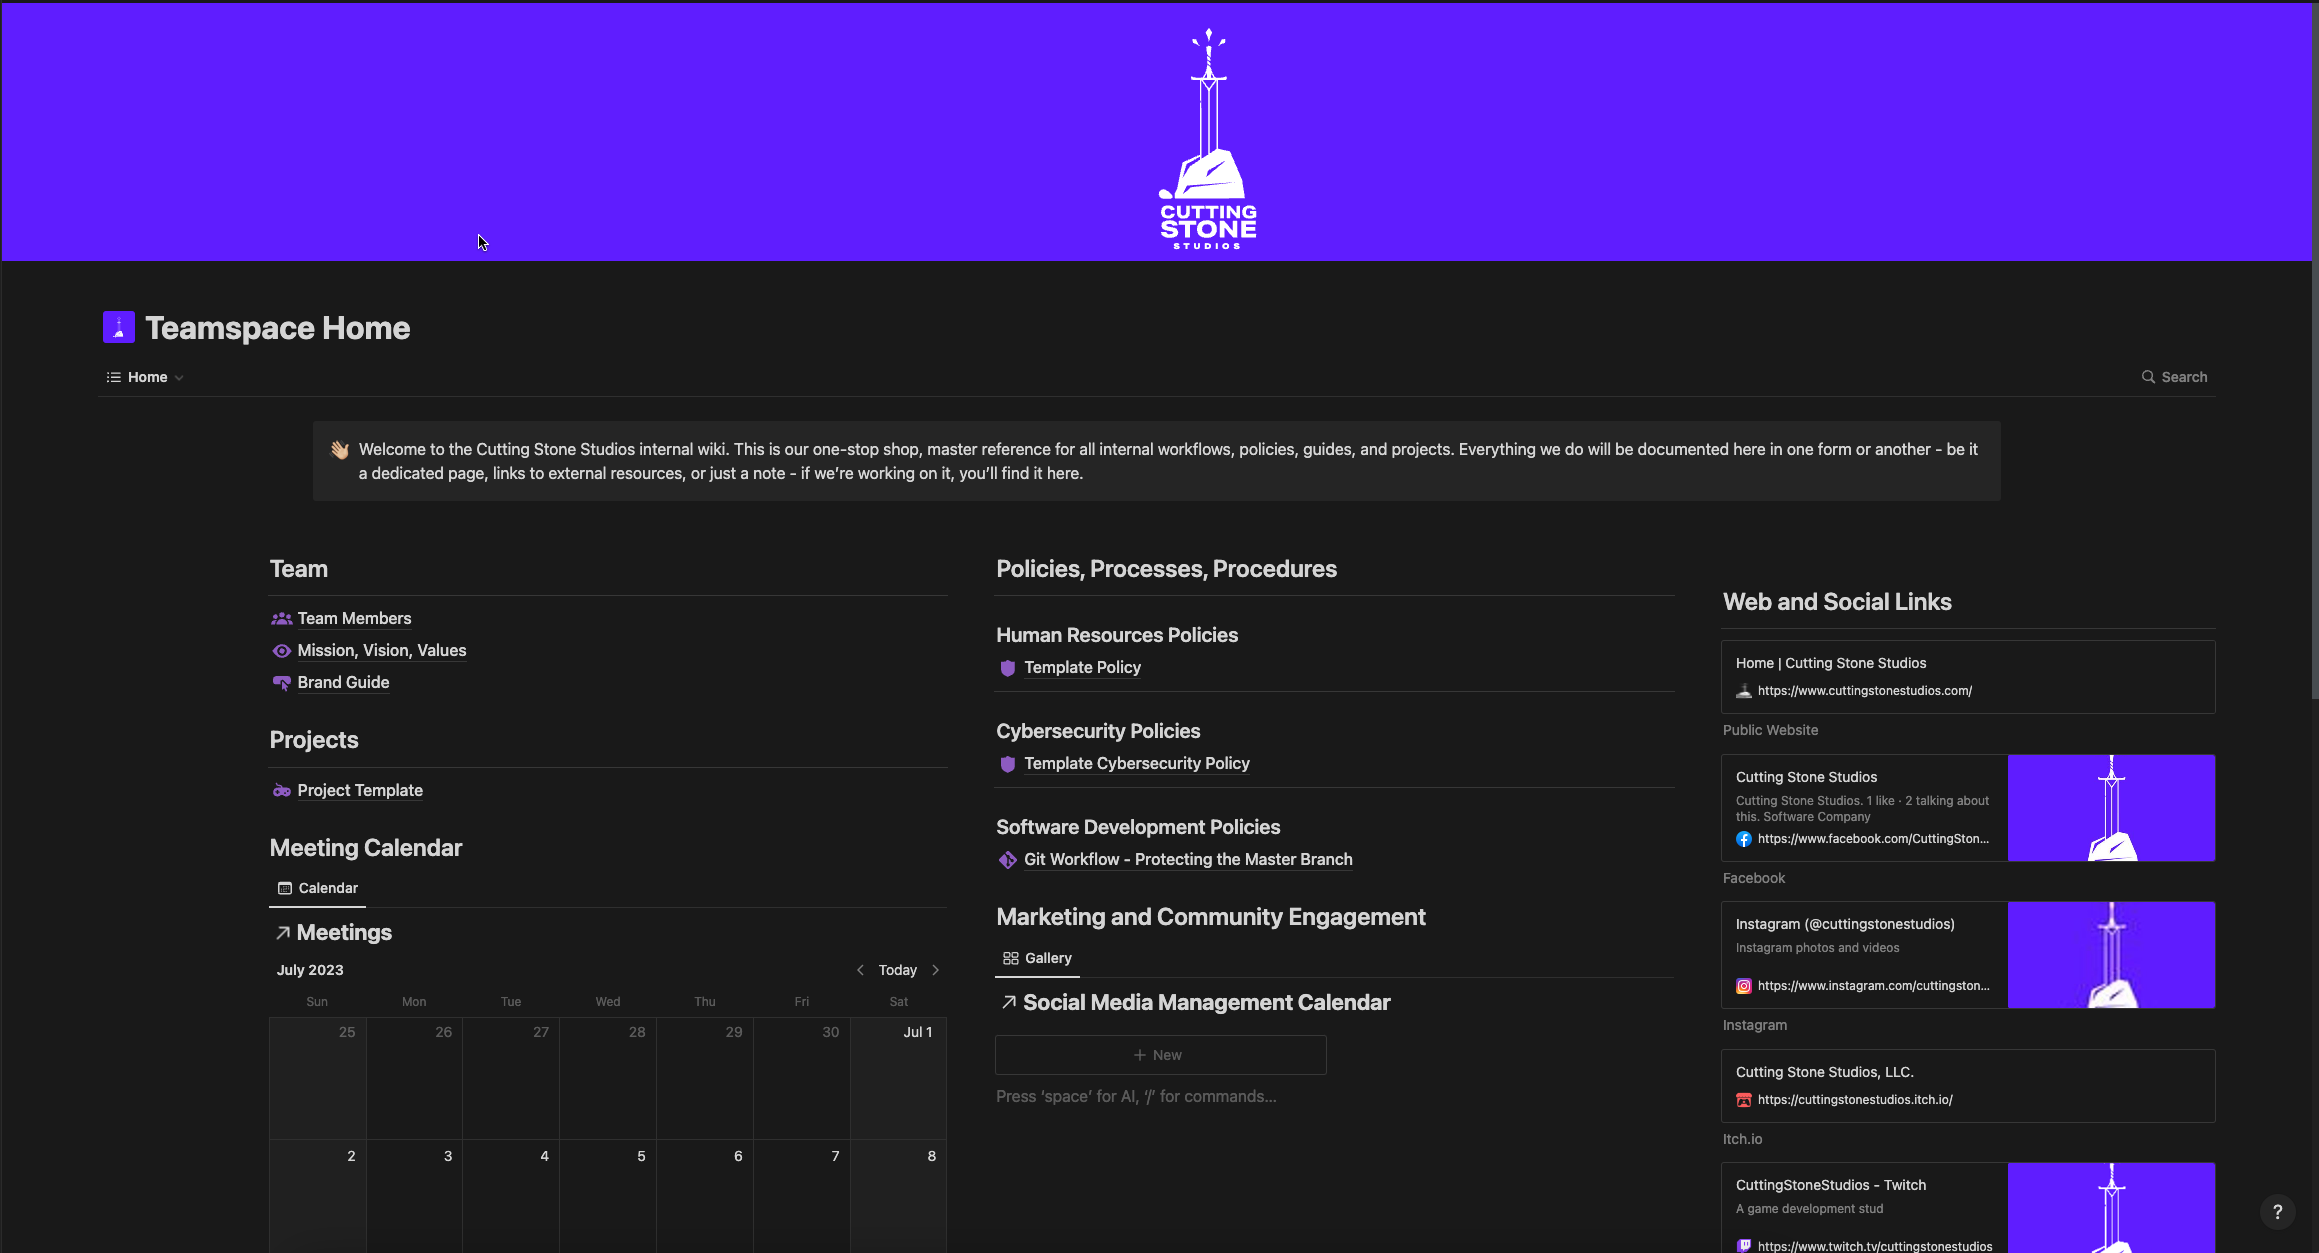 CUTTING
STONE
STUDIOS
Teamspace Home
Home
Search
👋🏼 Welcome to the Cutting Stone Studios internal wiki. This is our one-stop shop, master reference for all internal workflows, policies, guides, and projects. Everything we do will be documented here in one form or another - be it
a dedicated page, links to external resources, or just a note - if we’re working on it, you’ll find it here.
Team
Team Members
Mission, Vision, Values
Brand Guide
Projects
Project Template
Meeting Calendar
Calendar
Meetings
July 2023
Today
Sun Mon Tue Wed Thu Fri Sat
25 26 27 28 29 30 Jul 1
2 3 4 5 6 7 8
Policies, Processes, Procedures
Human Resources Policies
Template Policy
Cybersecurity Policies
Template Cybersecurity Policy
Software Development Policies
Git Workflow - Protecting the Master Branch
Marketing and Community Engagement
Gallery
Social Media Management Calendar
+ New
Press ‘space’ for AI, ‘/’ for commands...
Web and Social Links
Home | Cutting Stone Studios
https://www.cuttingstonestudios.com/
Public Website
Cutting Stone Studios
Cutting Stone Studios. 1 like · 2 talking about
this. Software Company
https://www.facebook.com/CuttingSton...
Facebook
Instagram (@cuttingstonestudios)
Instagram photos and videos
https://www.instagram.com/cuttingston...
Instagram
Cutting Stone Studios, LLC.
https://cuttingstonestudios.itch.io/
Itch.io
CuttingStoneStudios - Twitch
A game development stud
https://www.twitch.tv/cuttingstonestudios
?